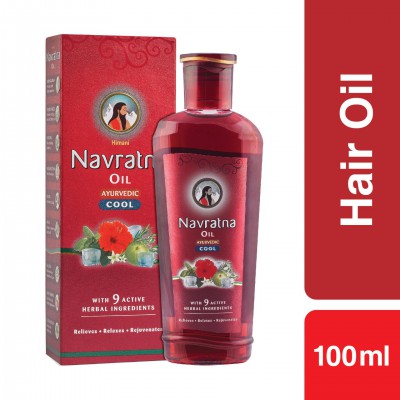 Himani
Navratna
OIL
AYURVEDIC
COOL
WITH 9 ACTIVE
HERBAL INGREDIENTS
Relieves • Relaxes • Rejuvenates
Navratna
OIL
AYURVEDIC
COOL
WITH 9 ACTIVE
HERBAL INGREDIENTS
Relieves • Relaxes • Rejuvenates
Hair Oil
100ml